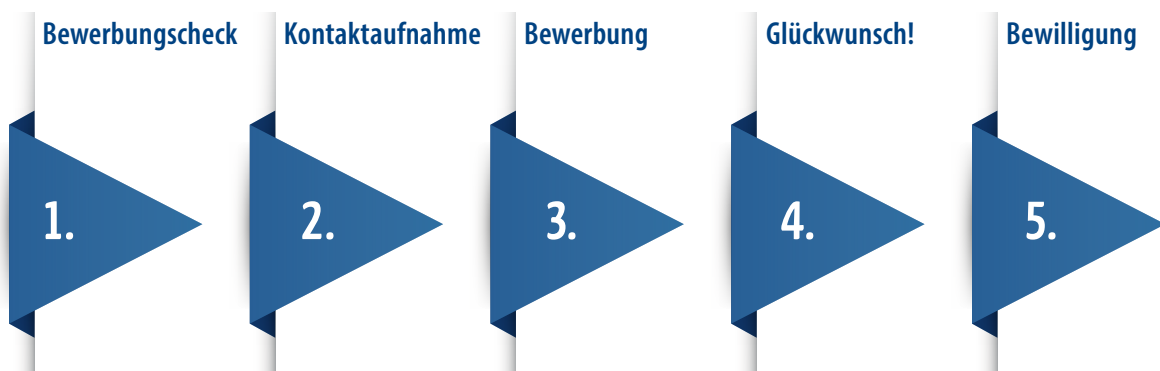 Bewerbungscheck
Kontaktaufnahme
Bewerbung
Glückwunsch!
Bewilligung
1.
2.
3.
4.
5.